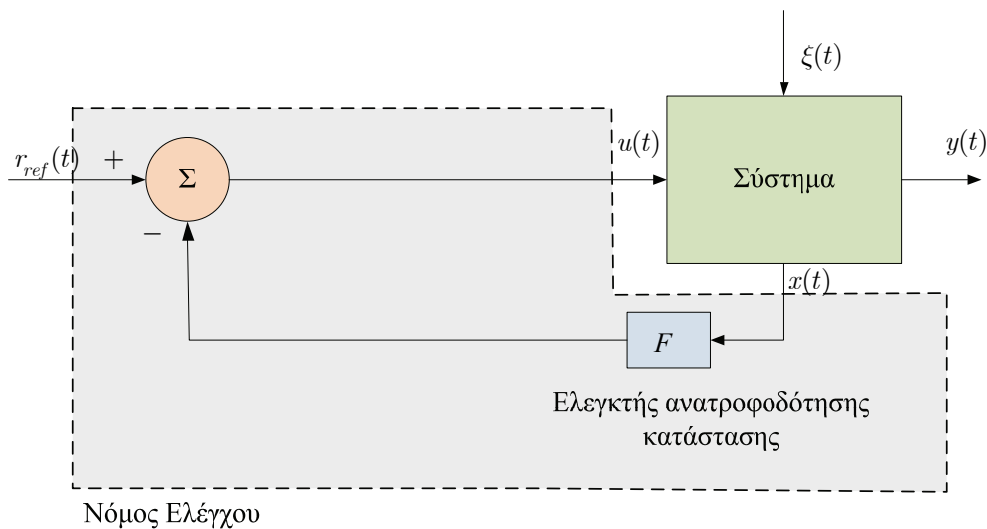 ξ(t)
r_ref(t)
+
Σ
u(t)
Σύστημα
y(t)
−
x(t)
F
Ελεγκτής ανατροφοδότησης
κατάστασης
Νόμος Ελέγχου